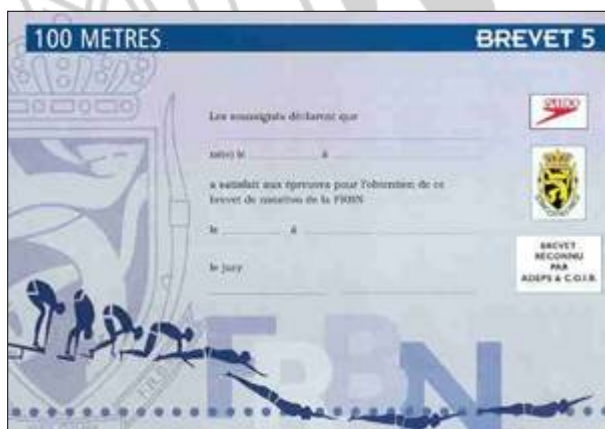 100 METRES BREVET 5
Les soussignés déclarent que
né(e) le à
a satisfait aux épreuves pour l'obtention de ce
brevet de natation de la FRBN
le à
le jury
SPEEDO
BREVET
RECONNU
PAR
ADEPS & C.O.I.B.
FRBN